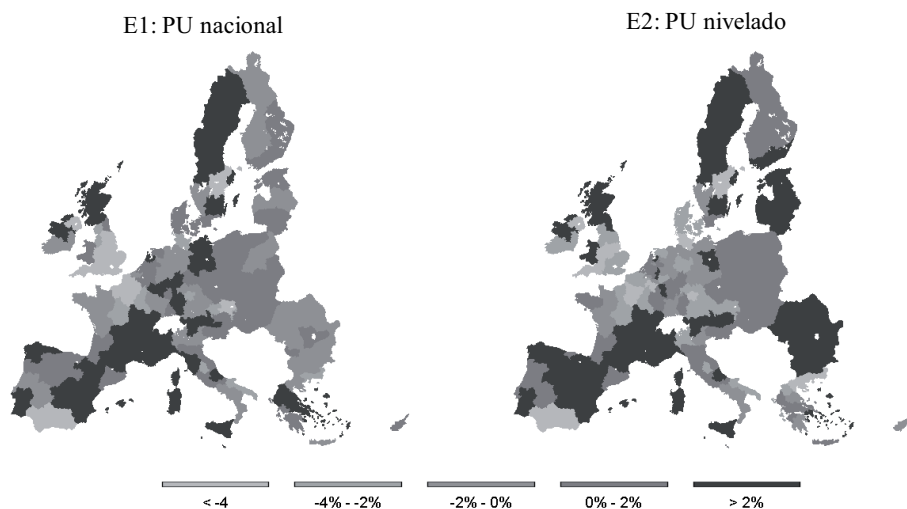 E1: PU nacional
E2: PU nivelado
< -4
-4% - -2%
-2% - 0%
0% - 2%
> 2%